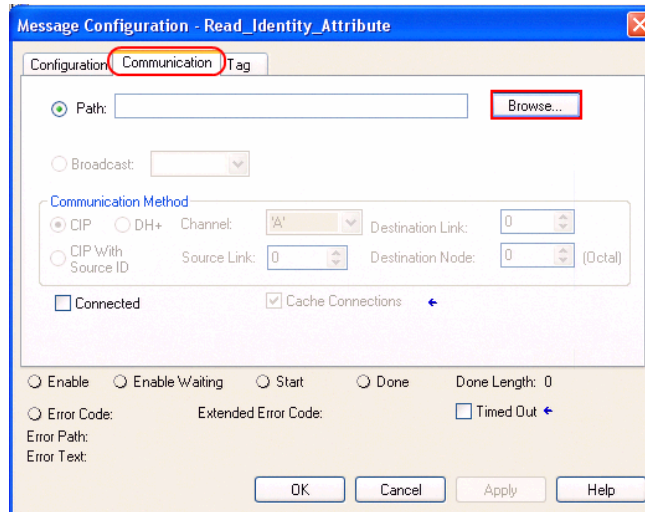 Message Configuration - Read_Identity_Attribute
Configuration Communication Tag
Path: Browse...
Broadcast:
Communication Method
CIP DH+ Channel: 'A' Destination Link: 0
CIP With
Source ID Source Link: 0 Destination Node: 0 (Octal)
Connected Cache Connections
Enable Enable Waiting Start Done Done Length: 0
Error Code: Extended Error Code: Timed Out
Error Path:
Error Text:
OK Cancel Apply Help